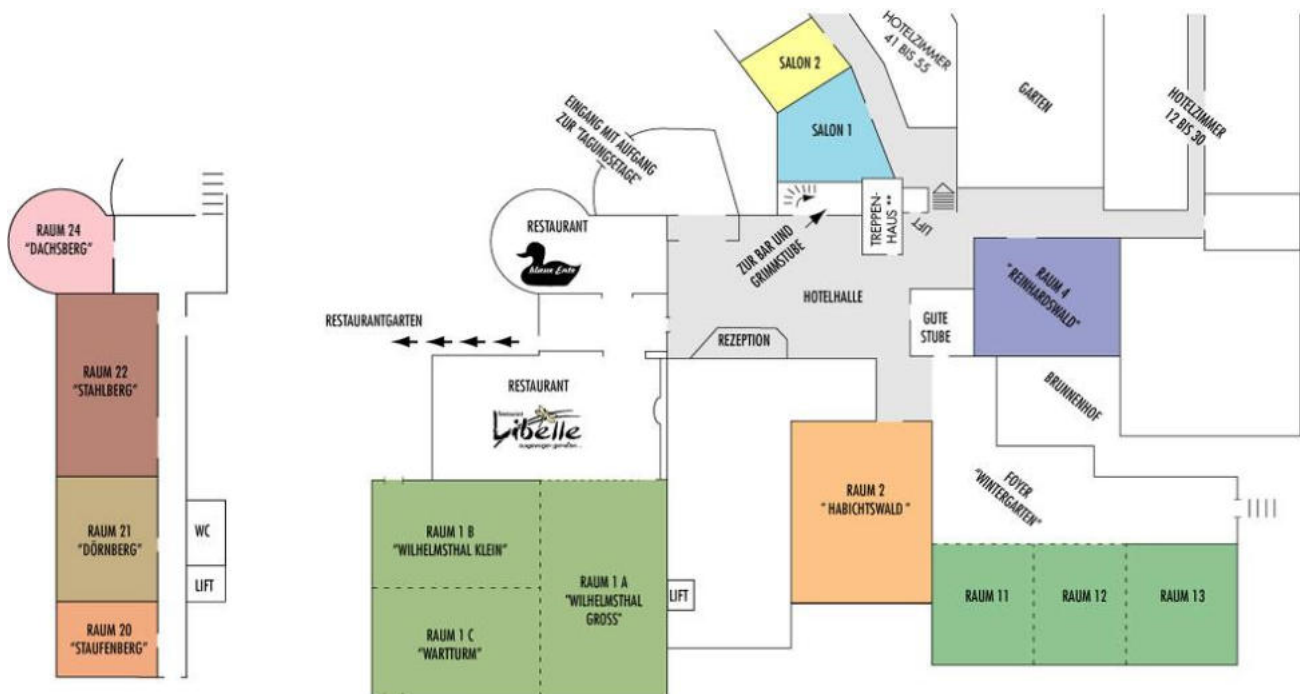 RAUM 24
"DACHSBERG"
RAUM 22
"STAHLBERG"
RAUM 21
"DÖRNBERG"
RAUM 20
"STAUFENBERG"
WC
LIFT
EINGANG MIT AUFGANG
ZUR "TAGUNGSETAGE"
RESTAURANT
blaue Ente
RESTAURANTGARTEN
RESTAURANT
Restaurant
Libelle
RAUM 1 B
"WILHELMSTHAL KLEIN"
RAUM 1 C
"WARTTURM"
RAUM 1 A
"WILHELMSTHAL
GROSS"
LIFT
SALON 2
SALON 1
HOTELZIMMER
41 BIS 55
GARTEN
HOTELZIMMER
12 BIS 30
ZUR BAR UND
GRIMMSTUBE
TREPPEN-
HAUS **
LIFT
HOTELHALLE
REZEPTION
GUTE
STUBE
RAUM 4
"REINHARDSWALD"
BRUNNENHOF
RAUM 2
"HABICHTSWALD"
FOYER
"WINTERGARTEN"
RAUM 11
RAUM 12
RAUM 13